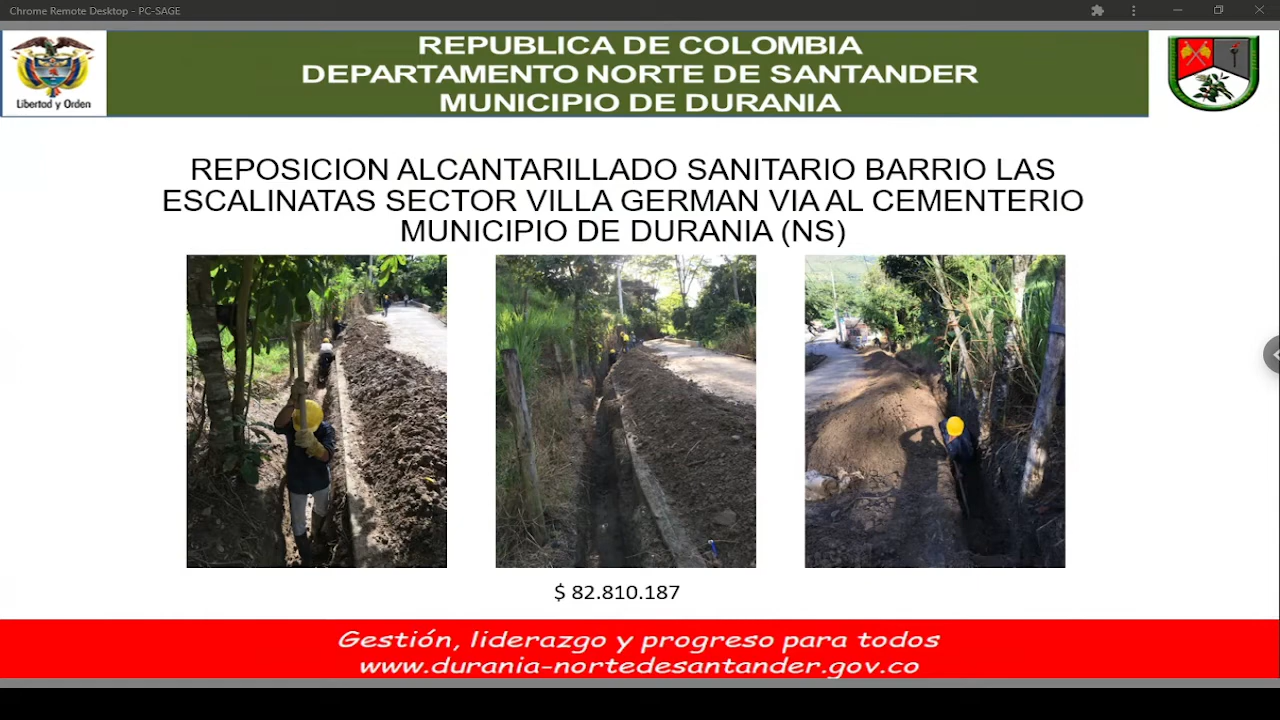 Chrome Remote Desktop - PC-SAGE
REPUBLICA DE COLOMBIA
DEPARTAMENTO NORTE DE SANTANDER
MUNICIPIO DE DURANIA
Libertad y Orden
REPOSICION ALCANTARILLADO SANITARIO BARRIO LAS
ESCALINATAS SECTOR VILLA GERMAN VIA AL CEMENTERIO
MUNICIPIO DE DURANIA (NS)
$ 82.810.187
Gestión, liderazgo y progreso para todos
www.durania-nortedesantander.gov.co